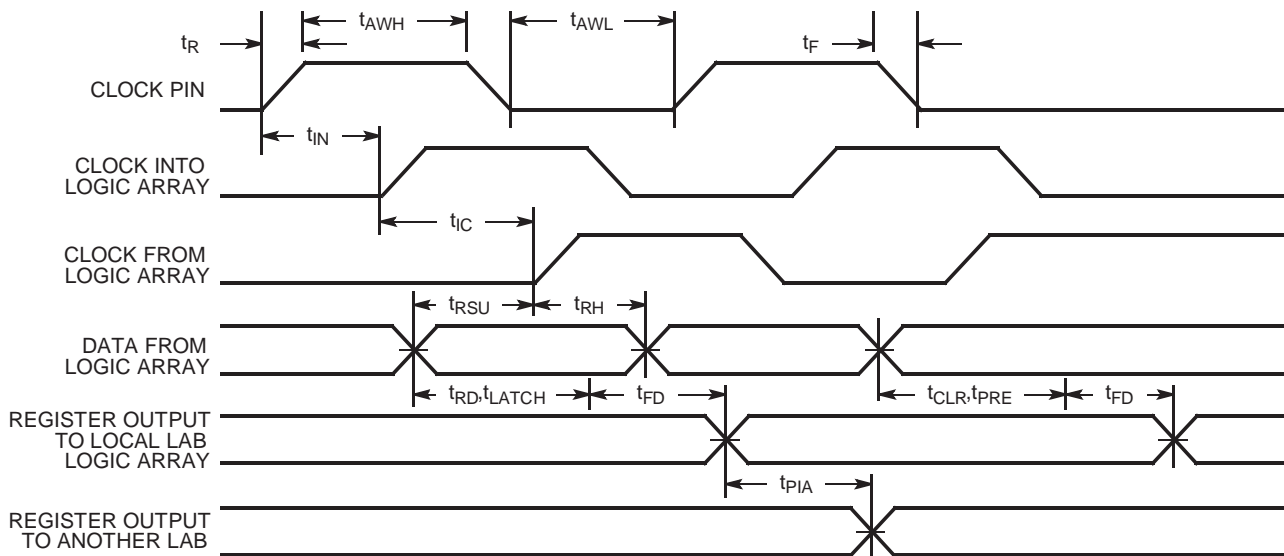 tAWH
tAWL
tR
tF
CLOCK PIN
tIN
CLOCK INTO
LOGIC ARRAY
tIC
CLOCK FROM
LOGIC ARRAY
tRSU
tRH
DATA FROM
LOGIC ARRAY
tRD,tLATCH
tFD
tCLR,tPRE
tFD
REGISTER OUTPUT
TO LOCAL LAB
LOGIC ARRAY
tPIA
REGISTER OUTPUT
TO ANOTHER LAB